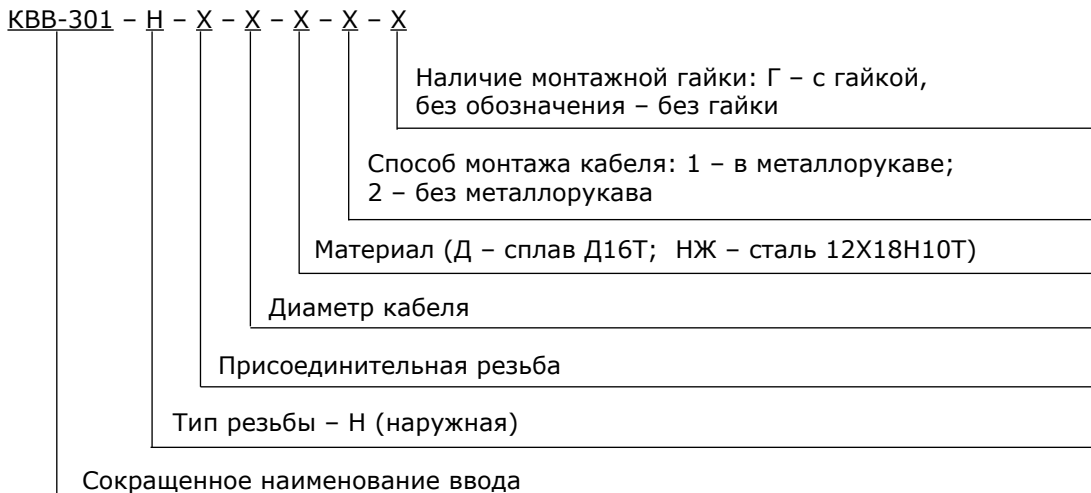 КВВ-301 – Н – Х – Х – Х – Х – Х
Наличие монтажной гайки: Г – с гайкой,
без обозначения – без гайки
Способ монтажа кабеля: 1 – в металлорукаве;
2 – без металлорукава
Материал (Д – сплав Д16Т; НЖ – сталь 12Х18Н10Т)
Диаметр кабеля
Присоединительная резьба
Тип резьбы – Н (наружная)
Сокращенное наименование ввода